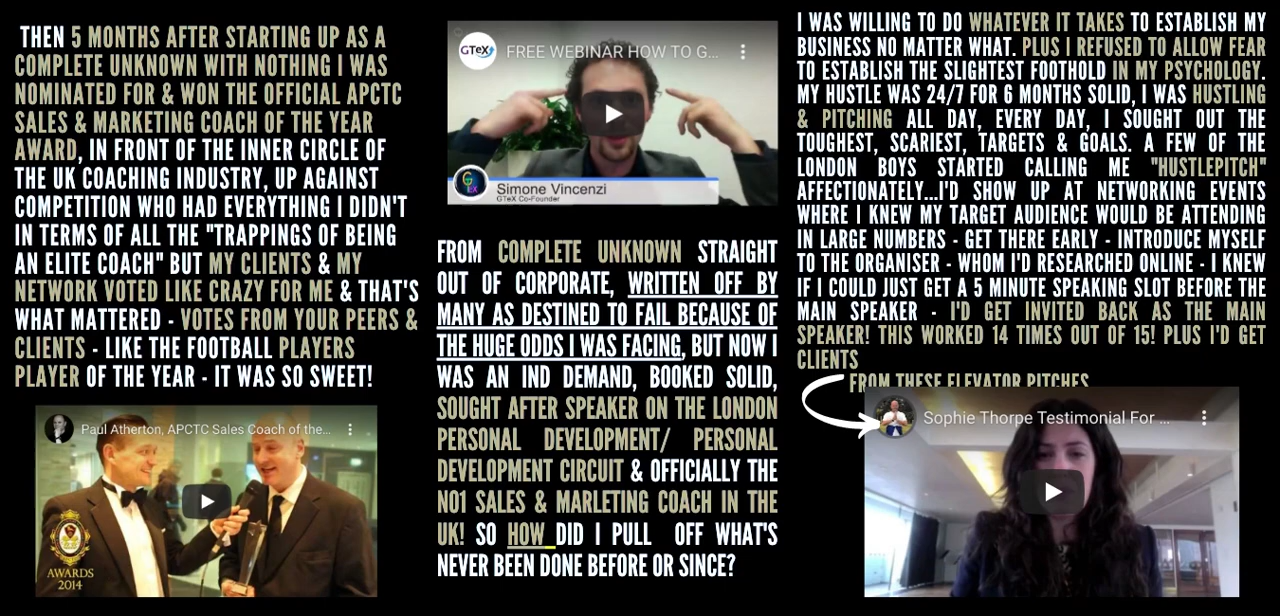 THEN 5 MONTHS AFTER STARTING UP AS A
COMPLETE UNKNOWN WITH NOTHING I WAS
NOMINATED FOR & WON THE OFFICIAL APCTC
SALES & MARKETING COACH OF THE YEAR
AWARD, IN FRONT OF THE INNER CIRCLE OF
THE UK COACHING INDUSTRY, UP AGAINST
COMPETITION WHO HAD EVERYTHING I DIDN'T
IN TERMS OF ALL THE "TRAPPINGS OF BEING
AN ELITE COACH" BUT MY CLIENTS & MY
NETWORK VOTED LIKE CRAZY FOR ME & THAT'S
WHAT MATTERED - VOTES FROM YOUR PEERS &
CLIENTS - LIKE THE FOOTBALL PLAYERS
PLAYER OF THE YEAR - IT WAS SO SWEET!
Paul Atherton, APCTC Sales Coach of the...
AWARDS
2014
GTeX
FREE WEBINAR HOW TO G...
GTEX
Simone Vincenzi
GTeX Co-Founder
FROM COMPLETE UNKNOWN STRAIGHT
OUT OF CORPORATE, WRITTEN OFF BY
MANY AS DESTINED TO FAIL BECAUSE OF
THE HUGE ODDS I WAS FACING, BUT NOW I
WAS AN IND DEMAND, BOOKED SOLID,
SOUGHT AFTER SPEAKER ON THE LONDON
PERSONAL DEVELOPMENT/ PERSONAL
DEVELOPMENT CIRCUIT & OFFICIALLY THE
NO1 SALES & MARLETING COACH IN THE
UK! SO HOW DID I PULL OFF WHAT'S
NEVER BEEN DONE BEFORE OR SINCE?
I WAS WILLING TO DO WHATEVER IT TAKES TO ESTABLISH MY
BUSINESS NO MATTER WHAT. PLUS I REFUSED TO ALLOW FEAR
TO ESTABLISH THE SLIGHTEST FOOTHOLD IN MY PSYCHOLOGY.
MY HUSTLE WAS 24/7 FOR 6 MONTHS SOLID, I WAS HUSTLING
& PITCHING ALL DAY, EVERY DAY, I SOUGHT OUT THE
TOUGHEST, SCARIEST, TARGETS & GOALS. A FEW OF THE
LONDON BOYS STARTED CALLING ME "HUSTLEPITCH"
AFFECTIONATELY...I'D SHOW UP AT NETWORKING EVENTS
WHERE I KNEW MY TARGET AUDIENCE WOULD BE ATTENDING
IN LARGE NUMBERS - GET THERE EARLY - INTRODUCE MYSELF
TO THE ORGANISER - WHOM I'D RESEARCHED ONLINE - I KNEW
IF I COULD JUST GET A 5 MINUTE SPEAKING SLOT BEFORE THE
MAIN SPEAKER - I'D GET INVITED BACK AS THE MAIN
SPEAKER! THIS WORKED 14 TIMES OUT OF 15! PLUS I'D GET
CLIENTS
FROM THESE ELEVATOR PITCHES
Sophie Thorpe Testimonial For ...